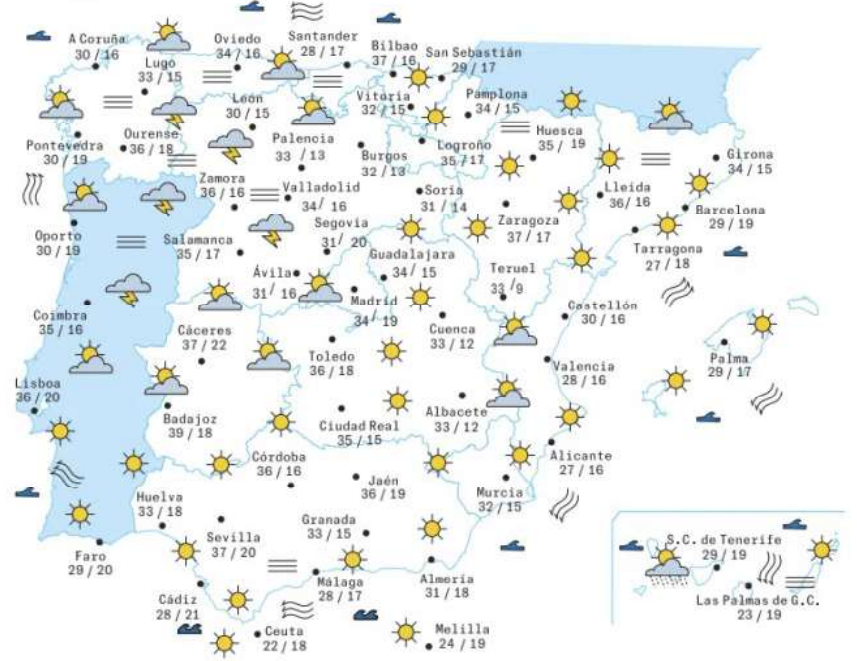 A Coruña
30 / 16
Lugo
33 / 15
Oviedo
34 / 16
Santander
28 / 17
Bilbao
37 / 16
San Sebastián
29 / 17
Vitoria
32 / 15
Pamplona
34 / 15
León
30 / 15
Pontevedra
30 / 19
Ourense
36 / 18
Palencia
33 / 13
Burgos
32 / 13
Logroño
35 / 17
Huesca
35 / 19
Girona
34 / 15
Zamora
36 / 16
Valladolid
34 / 16
Soria
31 / 14
Lleida
36 / 16
Barcelona
29 / 19
Oporto
30 / 19
Salamanca
35 / 17
Segovia
31 / 20
Zaragoza
37 / 17
Tarragona
27 / 18
Ávila
31 / 16
Guadalajara
34 / 15
Teruel
33 / 9
Madrid
34 / 19
Coimbra
35 / 16
Cáceres
37 / 22
Cuenca
33 / 12
Castellón
30 / 16
Toledo
36 / 18
Palma
29 / 17
Valencia
28 / 16
Lisboa
36 / 20
Badajoz
39 / 18
Ciudad Real
35 / 15
Albacete
33 / 12
Alicante
27 / 16
Córdoba
36 / 16
Jaén
36 / 19
Murcia
32 / 15
Huelva
33 / 18
Sevilla
37 / 20
Granada
33 / 15
Faro
29 / 20
S.C. de Tenerife
29 / 19
Málaga
28 / 17
Almería
31 / 18
Cádiz
28 / 21
Las Palmas de G.C.
23 / 19
Ceuta
22 / 18
Melilla
24 / 19